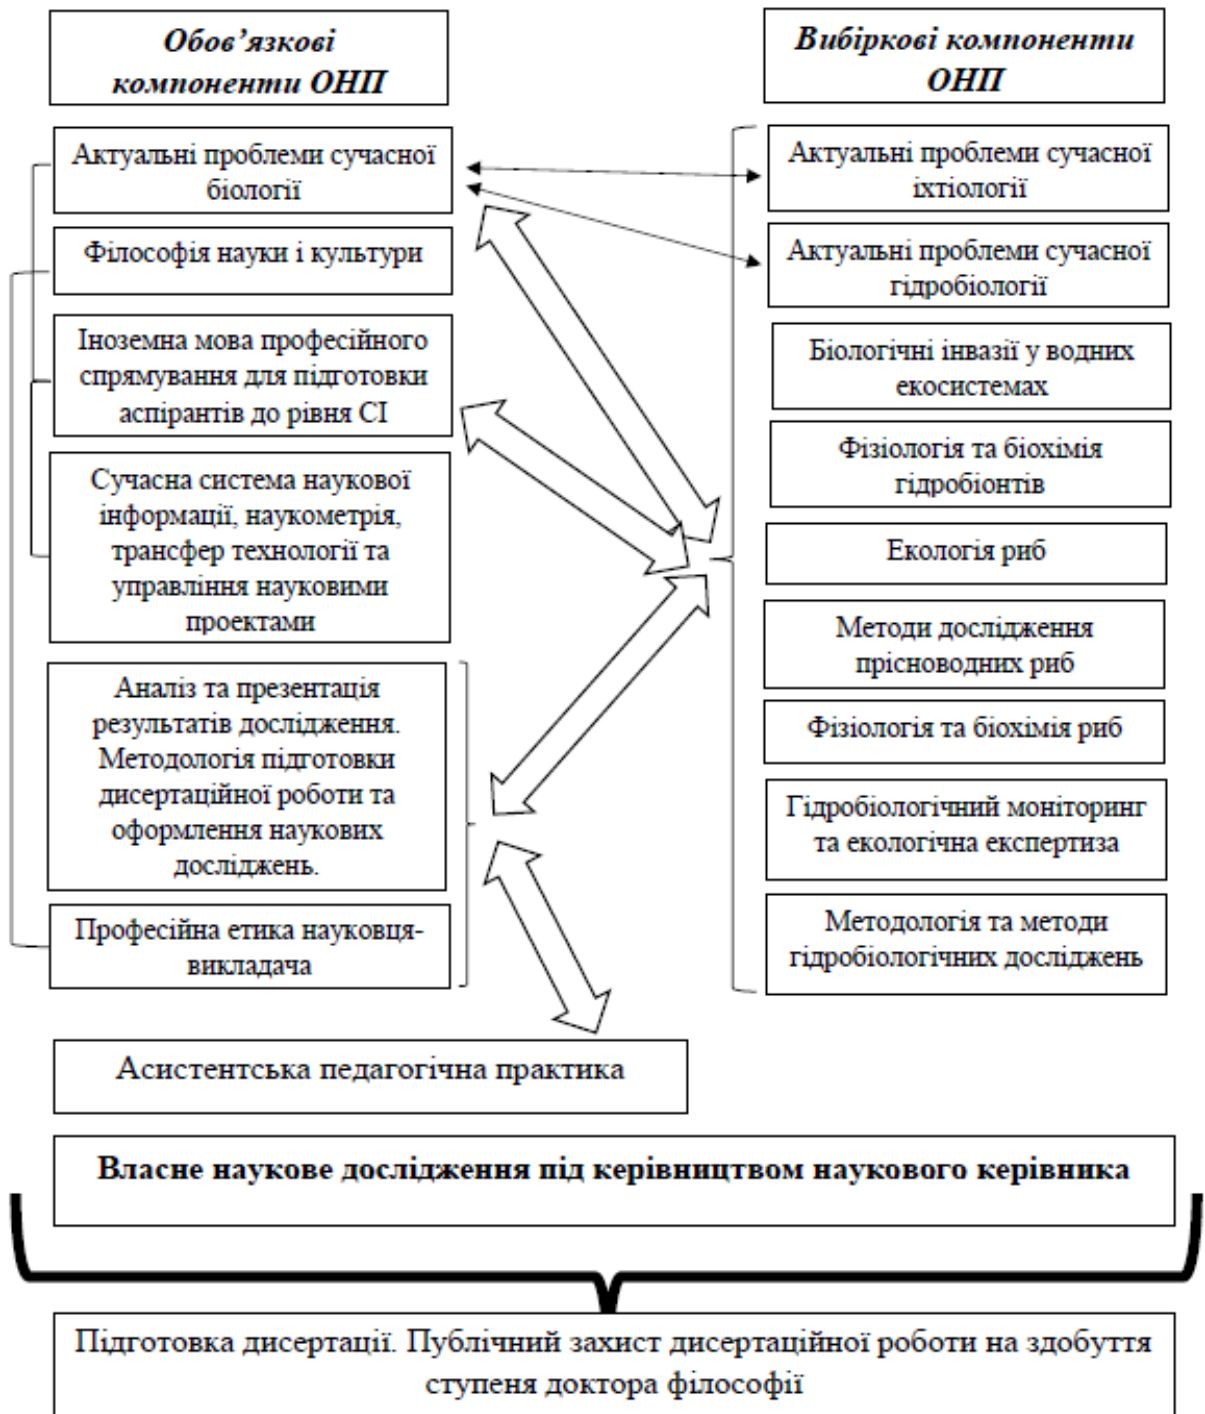 Обов’язкові
компоненти ОНП
Актуальні проблеми сучасної
біології
Філософія науки і культури
Іноземна мова професійного
спрямування для підготовки
аспірантів до рівня СІ
Сучасна система наукової
інформації, наукометрія,
трансфер технології та
управління науковими
проектами
Аналіз та презентація
результатів дослідження.
Методологія підготовки
дисертаційної роботи та
оформлення наукових
досліджень.
Професійна етика науковця-
викладача
Вибіркові компоненти
ОНП
Актуальні проблеми сучасної
іхтіології
Актуальні проблеми сучасної
гідробіології
Біологічні інвазії у водних
екосистемах
Фізіологія та біохімія
гідробіонтів
Екологія риб
Методи дослідження
прісноводних риб
Фізіологія та біохімія риб
Гідробіологічний моніторинг
та екологічна експертиза
Методологія та методи
гідробіологічних досліджень
Асистентська педагогічна практика
Власне наукове дослідження під керівництвом наукового керівника
Підготовка дисертації. Публічний захист дисертаційної роботи на здобуття
ступеня доктора філософії